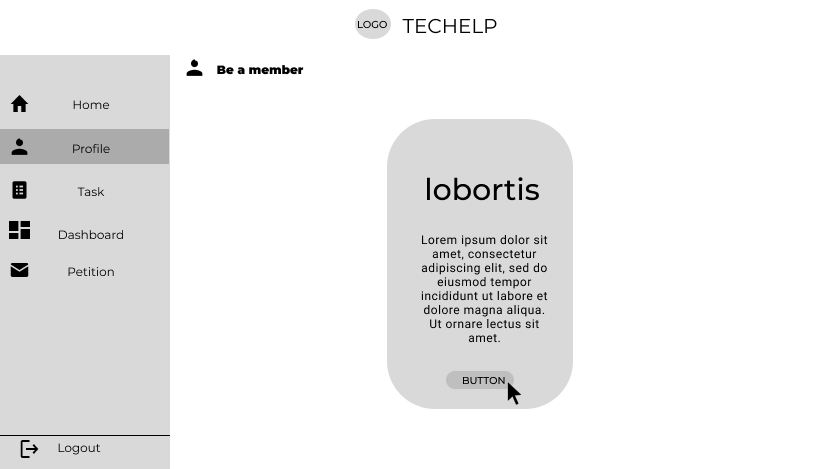 LOGO TECHELP
Be a member
Home
Profile
Task
Dashboard
Petition
Logout
lobortis
Lorem ipsum dolor sit
amet, consectetur
adipiscing elit, sed do
eiusmod tempor
incididunt ut labore et
dolore magna aliqua.
Ut ornare lectus sit
amet.
BUTTON